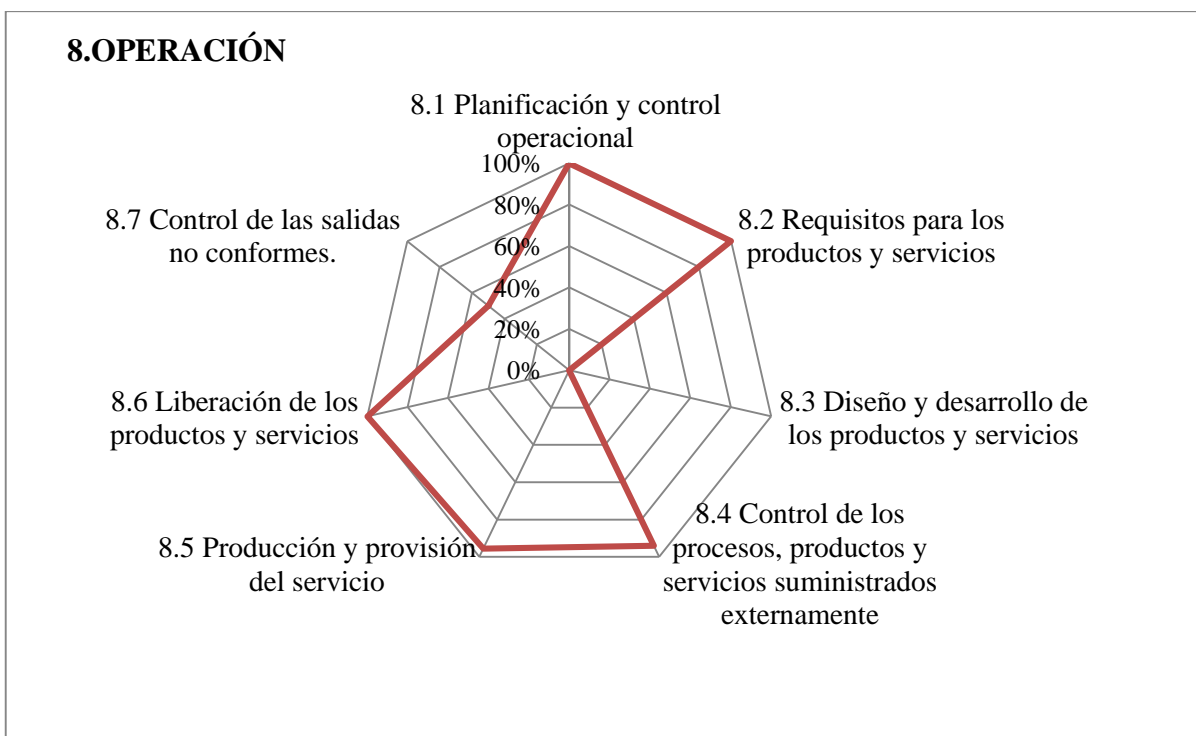 8.OPERACIÓN
8.1 Planificación y control
operacional
100%
80%
60%
40%
20%
0%
8.2 Requisitos para los
productos y servicios
8.3 Diseño y desarrollo de
los productos y servicios
8.4 Control de los
procesos, productos y
servicios suministrados
externamente
8.5 Producción y provisión
del servicio
8.6 Liberación de los
productos y servicios
8.7 Control de las salidas
no conformes.